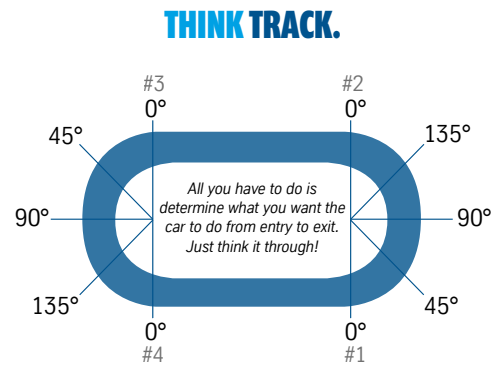 THINK TRACK.
#3 #2
0° 0°
45° 135°
All you have to do is
determine what you want the
90° car to do from entry to exit. 90°
Just think it through!
135° 45°
0° 0°
#4 #1